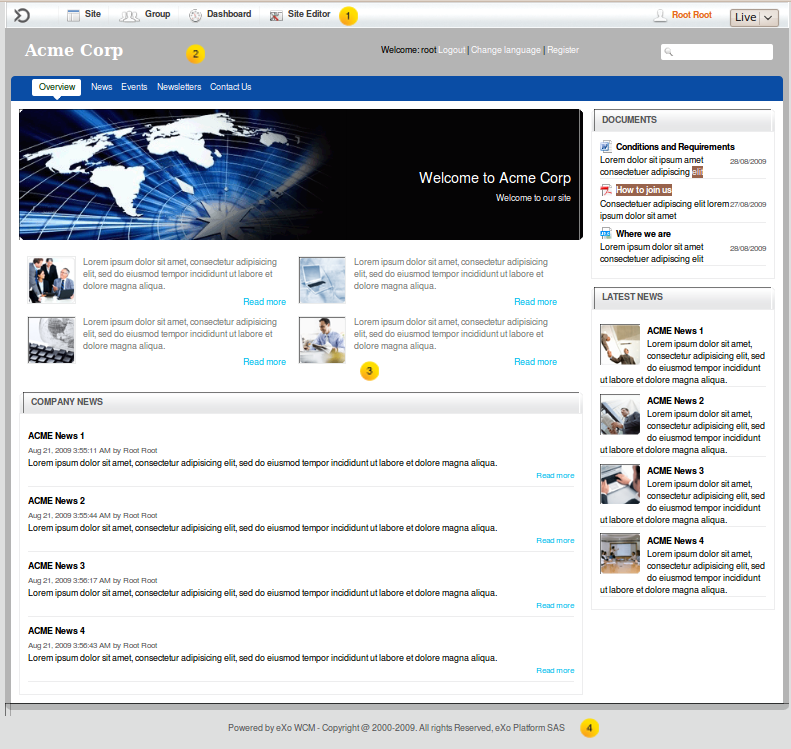 Site Group Dashboard Site Editor 1 Root Root Live
Acme Corp 2 Welcome: root Logout | Change language | Register
Overview News Events Newsletters Contact Us
Welcome to Acme Corp
Welcome to our site
Lorem ipsum dolor sit amet, consectetur adipisicing
elit, sed do eiusmod tempor incididunt ut labore et
dolore magna aliqua.
Read more
Lorem ipsum dolor sit amet, consectetur adipisicing
elit, sed do eiusmod tempor incididunt ut labore et
dolore magna aliqua.
Read more
Lorem ipsum dolor sit amet, consectetur adipisicing
elit, sed do eiusmod tempor incididunt ut labore et
dolore magna aliqua.
Read more
Lorem ipsum dolor sit amet, consectetur adipisicing
elit, sed do eiusmod tempor incididunt ut labore et
dolore magna aliqua.
Read more
3
COMPANY NEWS
ACME News 1
Aug 21, 2009 3:55:11 AM by Root Root
Lorem ipsum dolor sit amet, consectetur adipisicing elit, sed do eiusmod tempor incididunt ut labore et dolore magna aliqua.
Read more
ACME News 2
Aug 21, 2009 3:55:44 AM by Root Root
Lorem ipsum dolor sit amet, consectetur adipisicing elit, sed do eiusmod tempor incididunt ut labore et dolore magna aliqua.
Read more
ACME News 3
Aug 21, 2009 3:56:17 AM by Root Root
Lorem ipsum dolor sit amet, consectetur adipisicing elit, sed do eiusmod tempor incididunt ut labore et dolore magna aliqua.
Read more
ACME News 4
Aug 21, 2009 3:56:43 AM by Root Root
Lorem ipsum dolor sit amet, consectetur adipisicing elit, sed do eiusmod tempor incididunt ut labore et dolore magna aliqua.
Read more
DOCUMENTS
Conditions and Requirements
Lorem dolor sit ipsum amet 28/08/2009
consectetuer adipiscing elit
How to join us
Consectetuer adipiscing elit lorem 27/08/2009
ipsum dolor sit amet
Where we are
Lorem ipsum dolor sit amet 28/08/2009
consectetuer adipiscing elit
LATEST NEWS
ACME News 1
Lorem ipsum dolor sit amet,
consectetur adipisicing elit, sed
do eiusmod tempor incididunt
ut labore et dolore magna aliqua.
ACME News 2
Lorem ipsum dolor sit amet,
consectetur adipisicing elit, sed
do eiusmod tempor incididunt
ut labore et dolore magna aliqua.
ACME News 3
Lorem ipsum dolor sit amet,
consectetur adipisicing elit, sed
do eiusmod tempor incididunt
ut labore et dolore magna aliqua.
ACME News 4
Lorem ipsum dolor sit amet,
consectetur adipisicing elit, sed
do eiusmod tempor incididunt
ut labore et dolore magna aliqua.
Powered by eXo WCM - Copyright @ 2000-2009. All rights Reserved, eXo Platform SAS 4